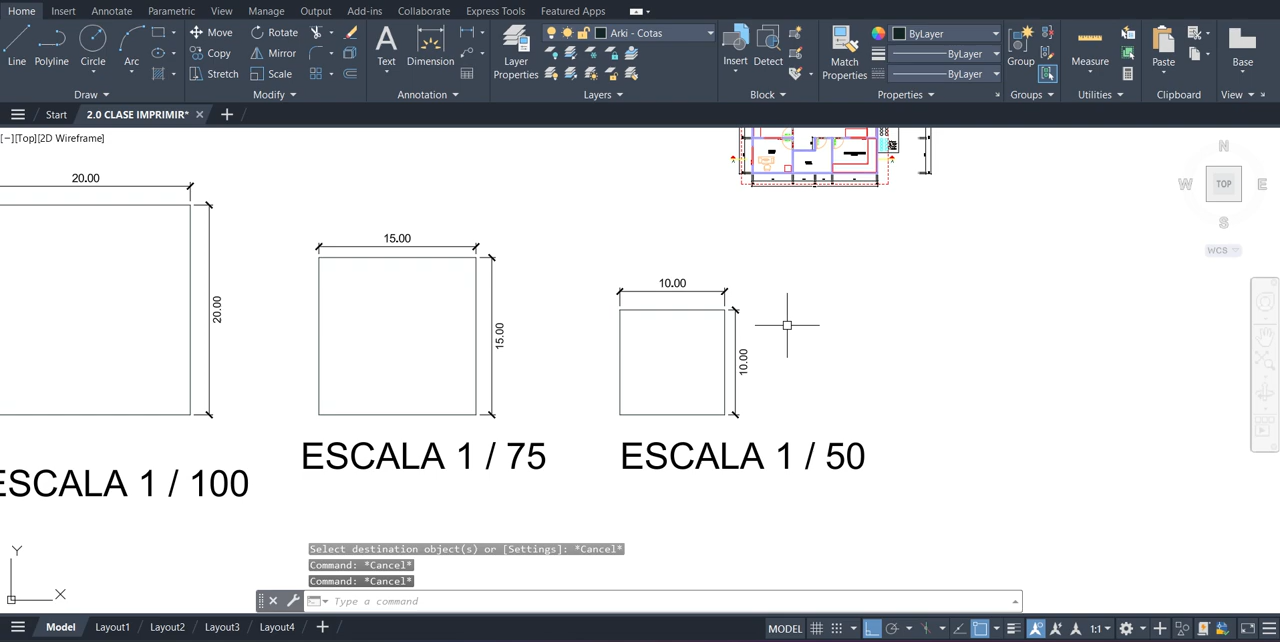 Home Insert Annotate Parametric View Manage Output Add-ins Collaborate Express Tools Featured Apps
Line Polyline Circle Arc
Move Rotate
Copy Mirror
Stretch Scale
Text Dimension
Layer Properties
Arki - Cotas
Insert Detect
Match Properties
ByLayer
ByLayer
ByLayer
Group Measure Paste Base
Draw Modify Annotation Layers Block Properties Groups Utilities Clipboard View
Start 2.0 CLASE IMPRIMIR* × +
[−][Top][2D Wireframe]
N
W TOP E
S
WCS
20.00
20.00
15.00
15.00
10.00
10.00
ESCALA 1 / 100
ESCALA 1 / 75
ESCALA 1 / 50
Y
X
Select destination object(s) or [Settings]: *Cancel*
Command: *Cancel*
Command: *Cancel*
Type a command
Model Layout1 Layout2 Layout3 Layout4 +
MODEL 1:1